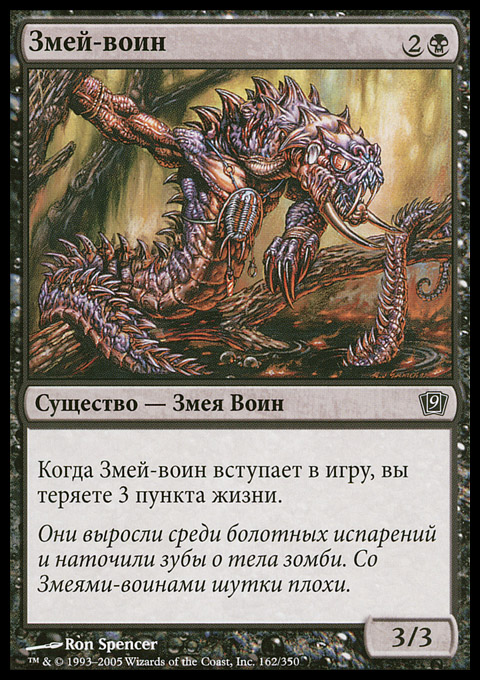 Змей-воин 2
Существо — Змея Воин 9
Когда Змей-воин вступает в игру, вы
теряете 3 пункта жизни.
Они выросли среди болотных испарений
и наточили зубы о тела зомби. Со
Змеями-воинами шутки плохи.
3/3
Ron Spencer
™ & © 1993–2005 Wizards of the Coast, Inc. 162/350